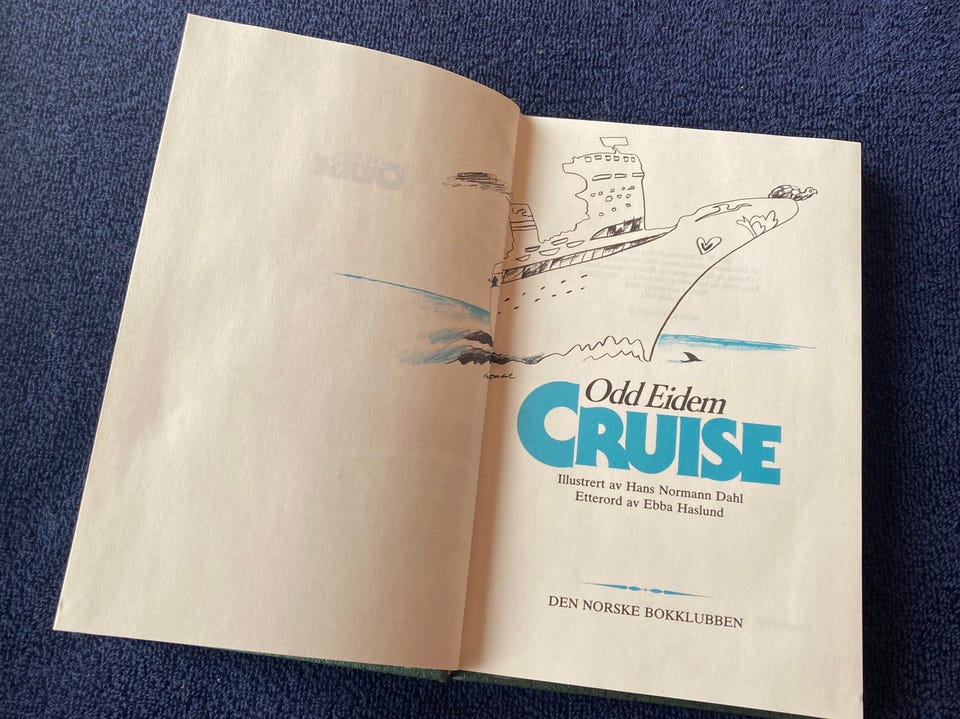 Odd Eidem
CRUISE
Illustrert av Hans Normann Dahl
Etterord av Ebba Haslund
DEN NORSKE BOKKLUBBEN